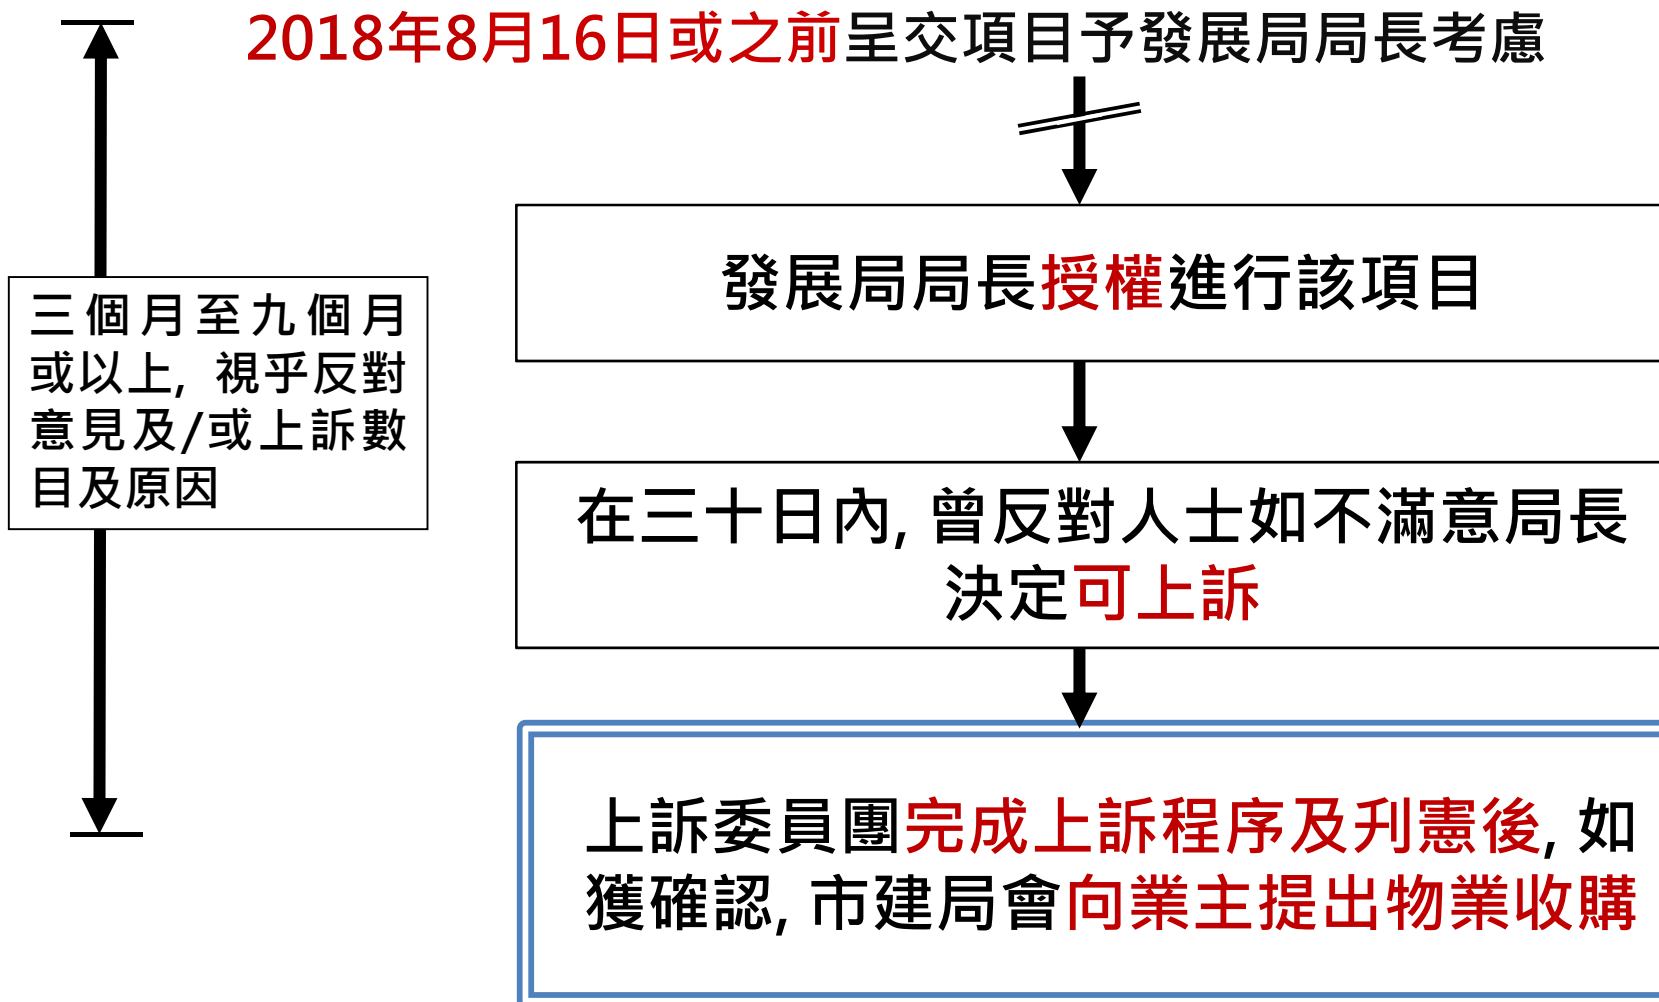 2018年8月16日或之前呈交項目予發展局局長考慮
發展局局長授權進行該項目
三個月至九個月
或以上, 視乎反對
意見及/或上訴數
目及原因
在三十日內, 曾反對人士如不滿意局長
決定可上訴
上訴委員團完成上訴程序及刋憲後, 如
獲確認, 市建局會向業主提出物業收購